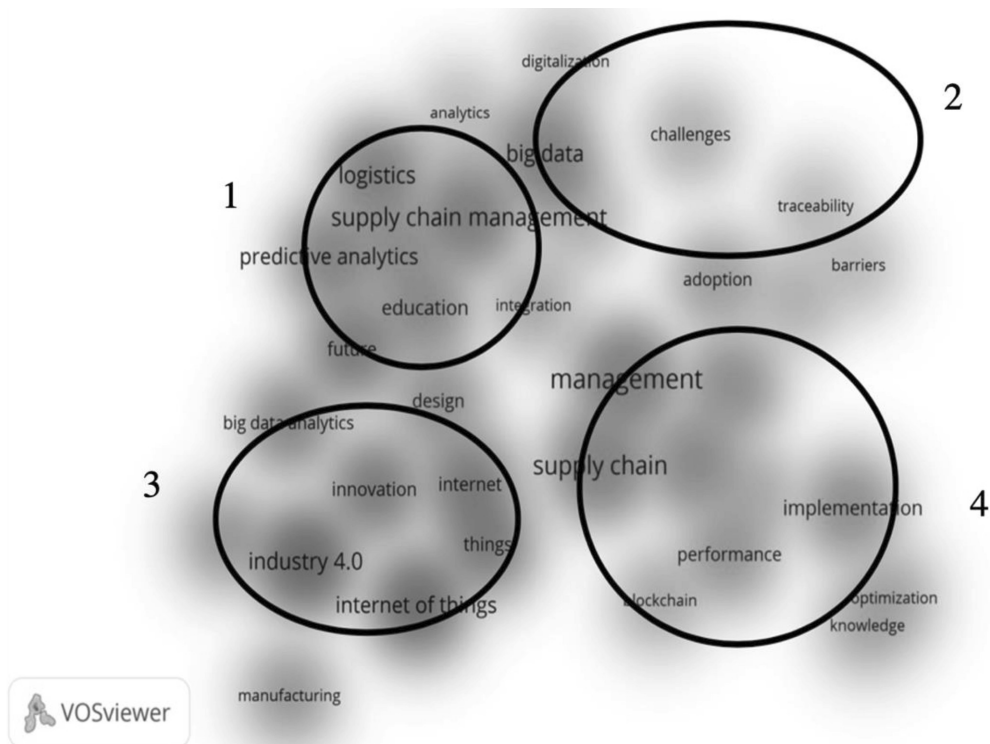 digitalization
2
analytics
challenges
big data
logistics
1
traceability
supply chain management
predictive analytics
barriers
adoption
education
integration
future
management
design
big data analytics
supply chain
3
internet
innovation
4
implementation
things
performance
industry 4.0
optimization
blockchain
internet of things
knowledge
manufacturing
VOSviewer